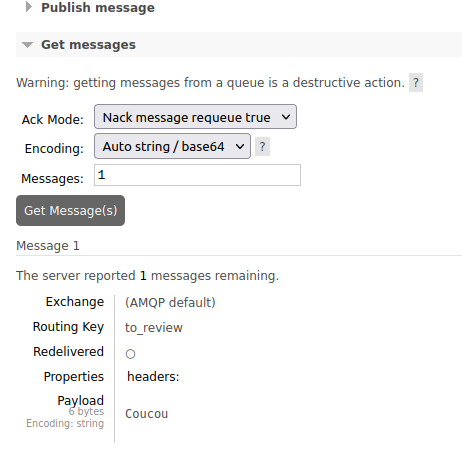 Publish message
Get messages
Warning: getting messages from a queue is a destructive action. ?
Ack Mode: Nack message requeue true
Encoding: Auto string / base64 ?
Messages: 1
Get Message(s)
Message 1
The server reported 1 messages remaining.
Exchange (AMQP default)
Routing Key to_review
Redelivered ○
Properties headers:
Payload
6 bytes
Encoding: string
Coucou